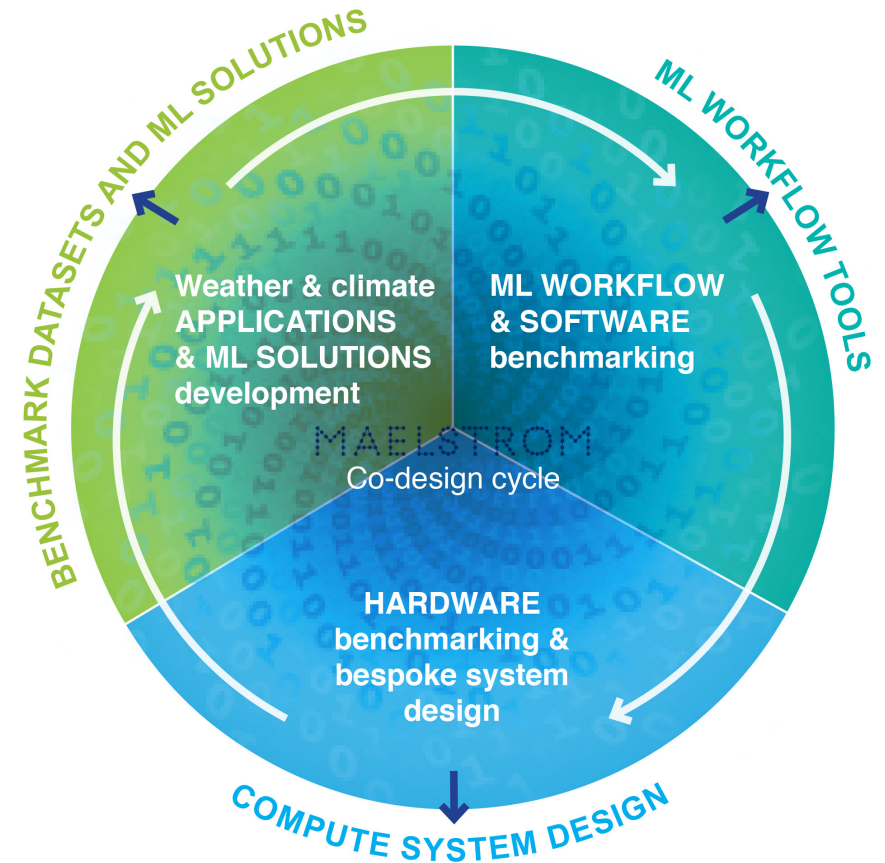 BENCHMARK DATASETS AND ML SOLUTIONS
ML WORKFLOW TOOLS
Weather & climate
APPLICATIONS
& ML SOLUTIONS
development
ML WORKFLOW
& SOFTWARE
benchmarking
MAELSTROM
Co-design cycle
HARDWARE
benchmarking &
bespoke system
design
COMPUTE SYSTEM DESIGN